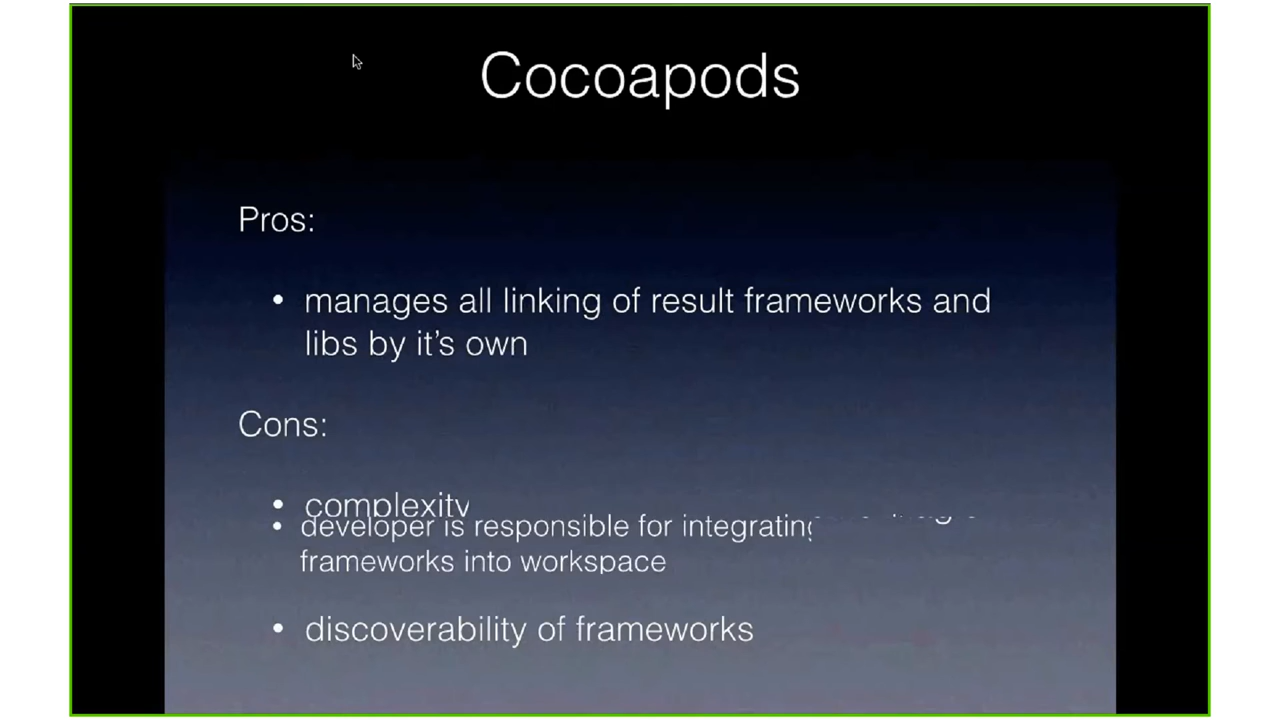 Cocoapods
Pros:
• manages all linking of result frameworks and
libs by it's own
Cons:
• complexity
• developer is responsible for integrating
frameworks into workspace
• discoverability of frameworks